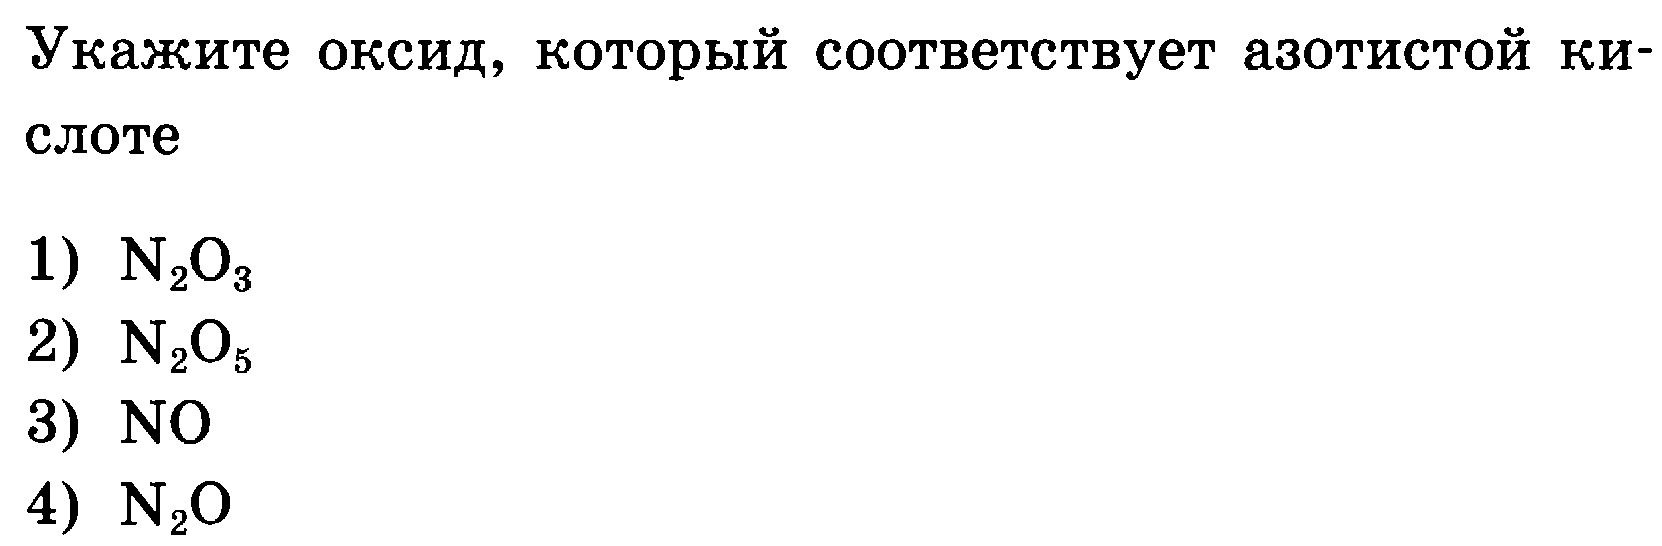 Укажите оксид, который соответствует азотистой ки-
слоте
1) N₂O₃
2) N₂O₅
3) NO
4) N₂O